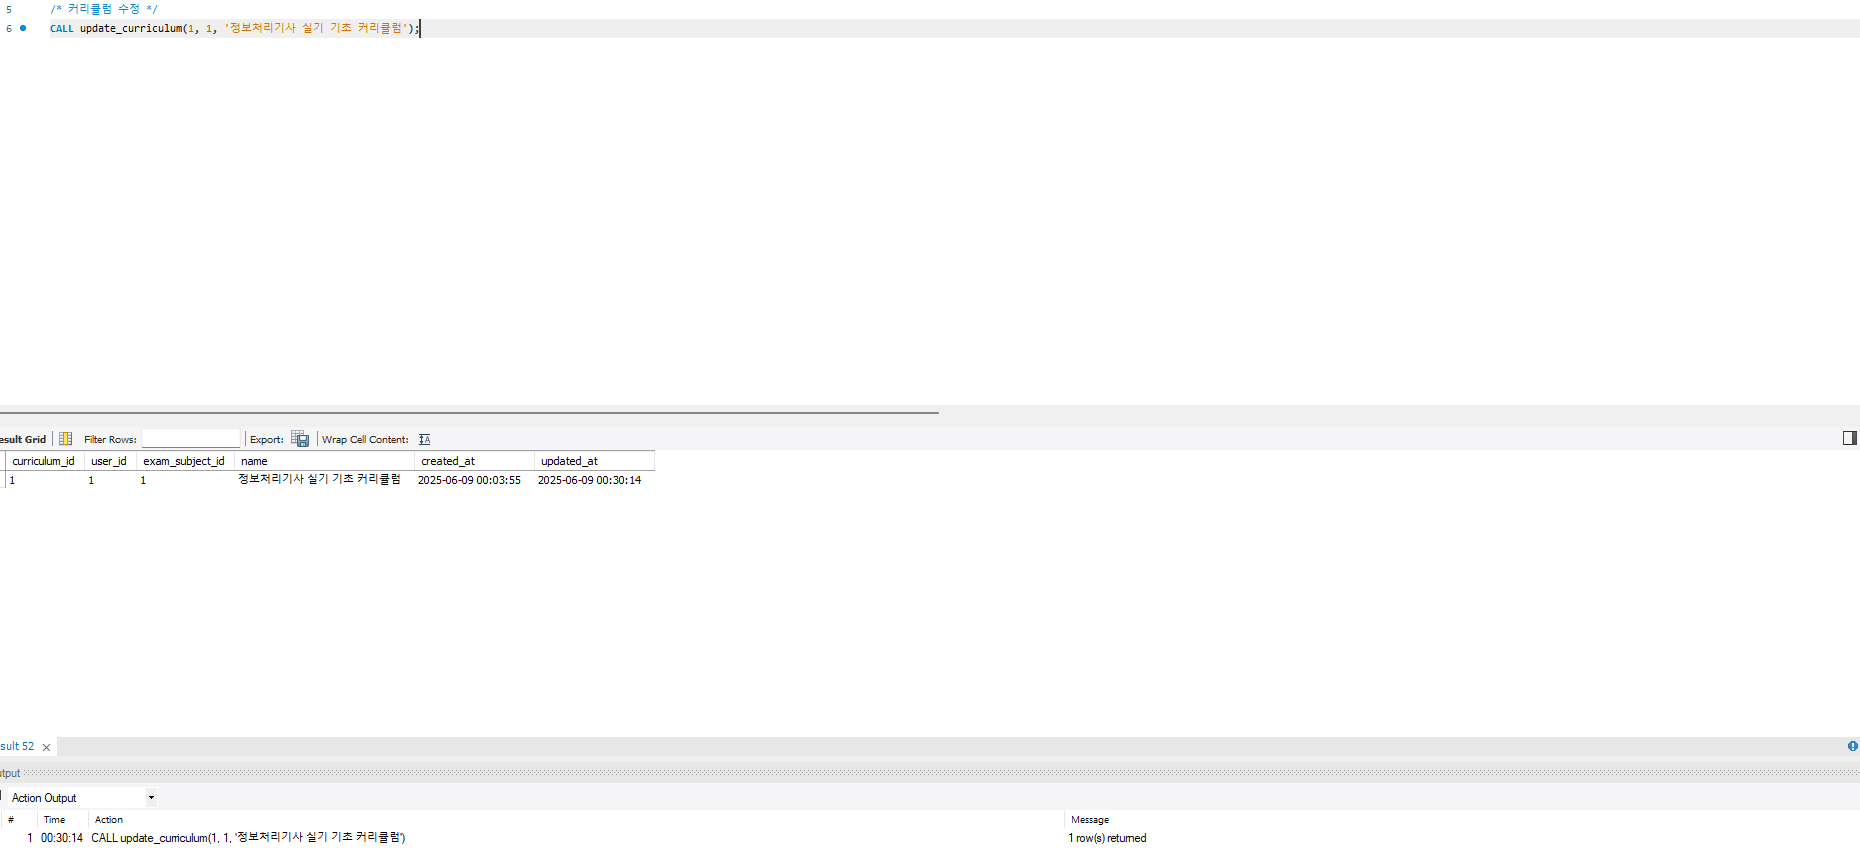 5 /* 커리큘럼 수정 */
6 CALL update_curriculum(1, 1, '정보처리기사 실기 기초 커리큘럼');
esult Grid Filter Rows: Export: Wrap Cell Content:
curriculum_id user_id exam_subject_id name created_at updated_at
1 1 1 정보처리기사 실기 기초 커리큘럼 2025-06-09 00:03:55 2025-06-09 00:30:14
sult 52
tput
Action Output
# Time Action Message
1 00:30:14 CALL update_curriculum(1, 1, '정보처리기사 실기 기초 커리큘럼') 1 row(s) returned